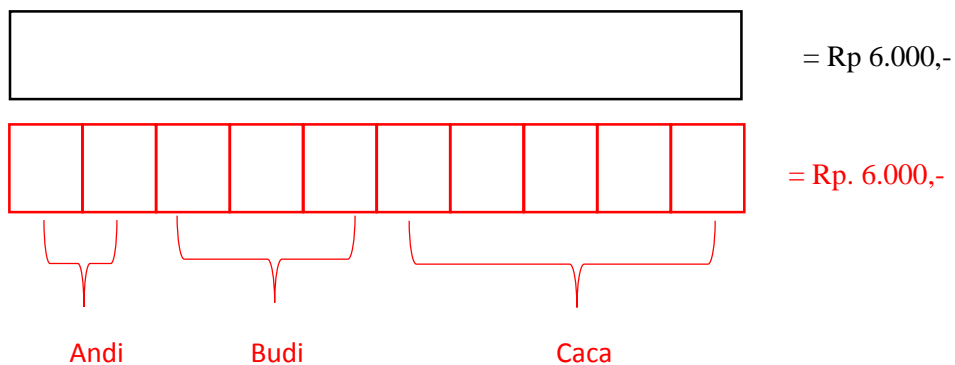 = Rp 6.000,-
= Rp. 6.000,-
Andi Budi Caca